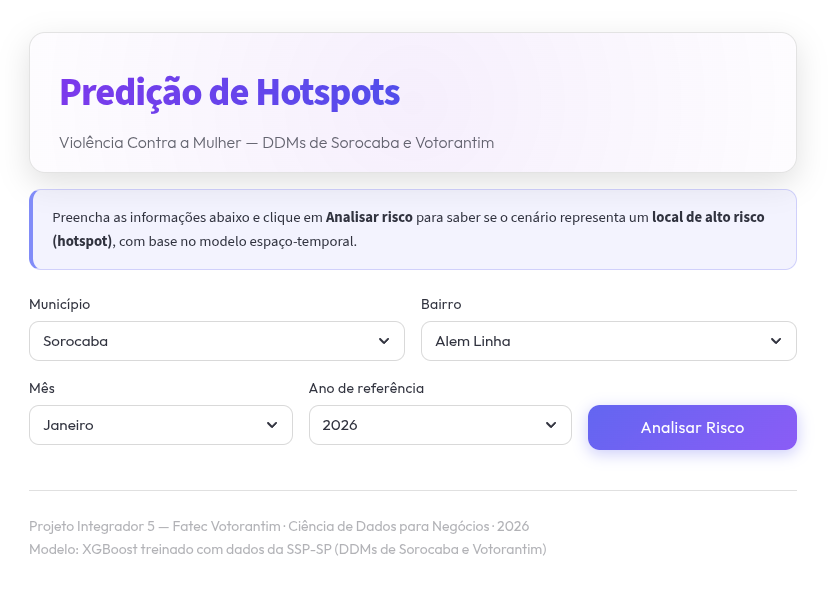 Predição de Hotspots
Violência Contra a Mulher — DDMs de Sorocaba e Votorantim
Preencha as informações abaixo e clique em Analisar risco para saber se o cenário representa um local de alto risco
(hotspot), com base no modelo espaço-temporal.
Município
Bairro
Sorocaba
Alem Linha
Mês
Ano de referência
Janeiro
2026
Analisar Risco
Projeto Integrador 5 — Fatec Votorantim · Ciência de Dados para Negócios · 2026
Modelo: XGBoost treinado com dados da SSP-SP (DDMs de Sorocaba e Votorantim)